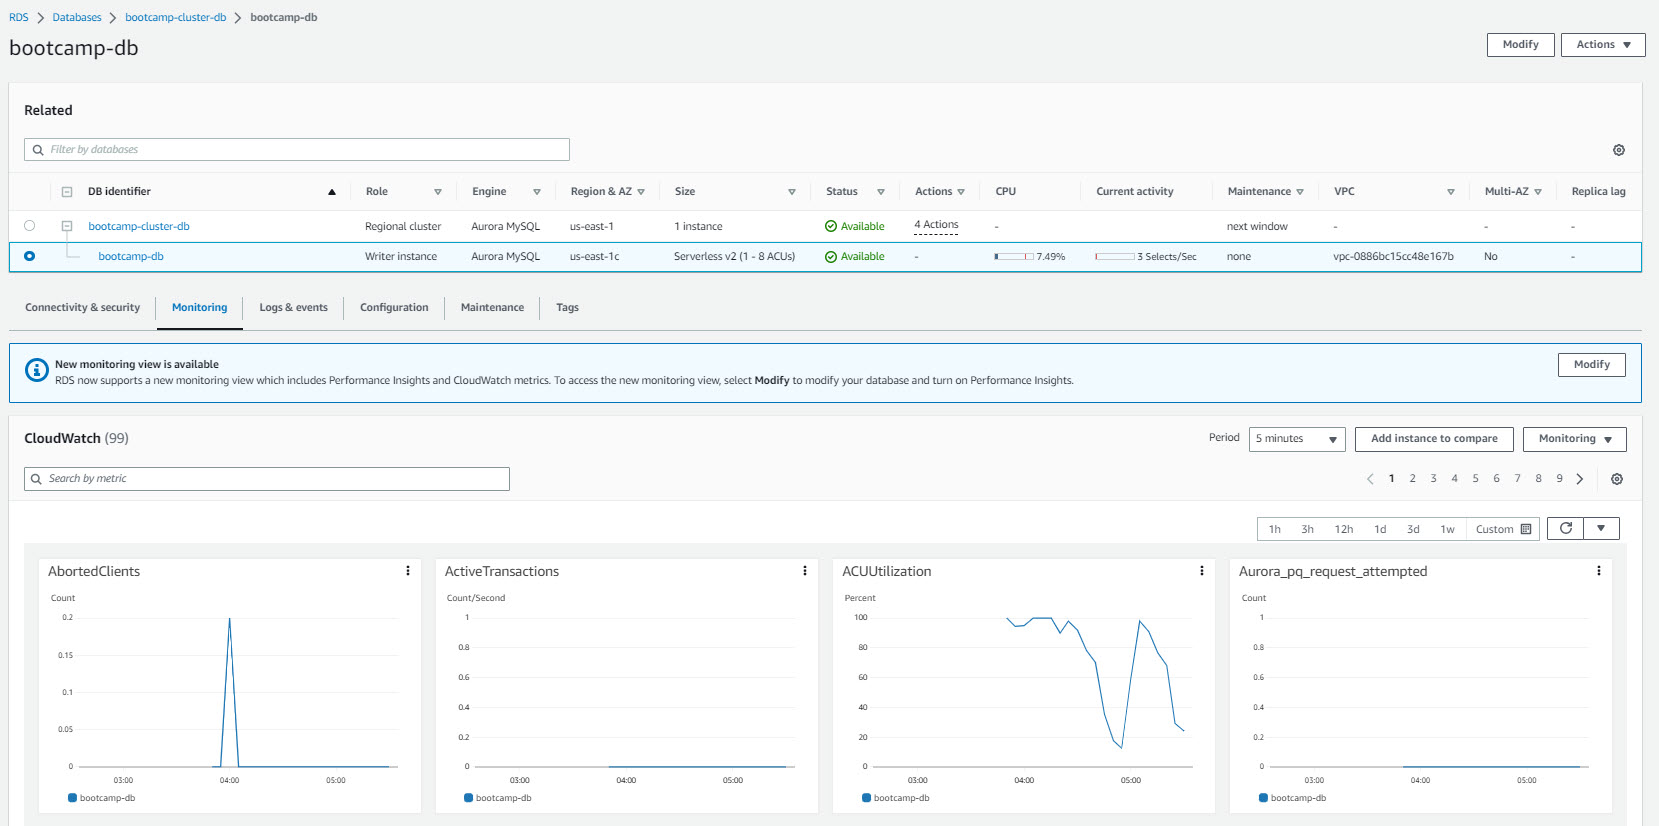 RDS > Databases > bootcamp-cluster-db > bootcamp-db
bootcamp-db
Modify
Actions
Related
Filter by databases
DB identifier Role Engine Region & AZ Size Status Actions CPU Current activity Maintenance VPC Multi-AZ Replica lag
bootcamp-cluster-db Regional cluster Aurora MySQL us-east-1 1 instance Available 4 Actions - next window - - -
bootcamp-db Writer instance Aurora MySQL us-east-1c Serverless v2 (1 - 8 ACUs) Available - 7.49% 3 Selects/Sec none vpc-0886bc15cc48e167b No -
Connectivity & security Monitoring Logs & events Configuration Maintenance Tags
New monitoring view is available
RDS now supports a new monitoring view which includes Performance Insights and CloudWatch metrics. To access the new monitoring view, select Modify to modify your database and turn on Performance Insights.
Modify
CloudWatch (99)
Period 5 minutes Add instance to compare Monitoring
Search by metric
1 2 3 4 5 6 7 8 9
1h 3h 12h 1d 3d 1w Custom
AbortedClients
Count
0.2
0.15
0.1
0.05
0
03:00 04:00 05:00
bootcamp-db
ActiveTransactions
Count/Second
1
0.8
0.6
0.4
0.2
0
03:00 04:00 05:00
bootcamp-db
ACUUtilization
Percent
100
80
60
40
20
0
03:00 04:00 05:00
bootcamp-db
Aurora_pq_request_attempted
Count
1
0.8
0.6
0.4
0.2
0
03:00 04:00 05:00
bootcamp-db